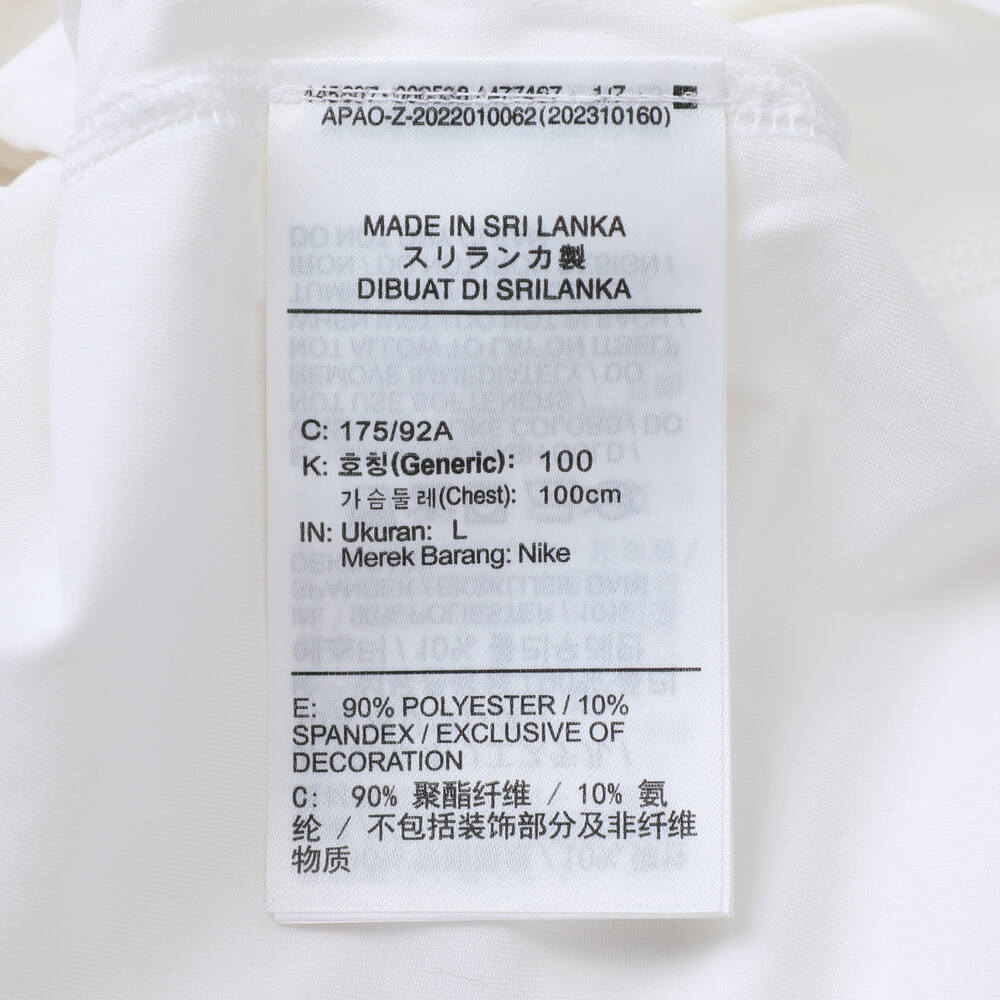 APAO-Z-2022010062(202310160)
MADE IN SRI LANKA
スリランカ製
DIBUAT DI SRILANKA
C: 175/92A
K: 호칭(Generic): 100
가슴둘레(Chest): 100cm
IN: Ukuran: L
Merek Barang: Nike
E: 90% POLYESTER / 10%
SPANDEX / EXCLUSIVE OF
DECORATION
C: 90% 聚酯纤维 / 10% 氨
纶 / 不包括装饰部分及非纤维
物质